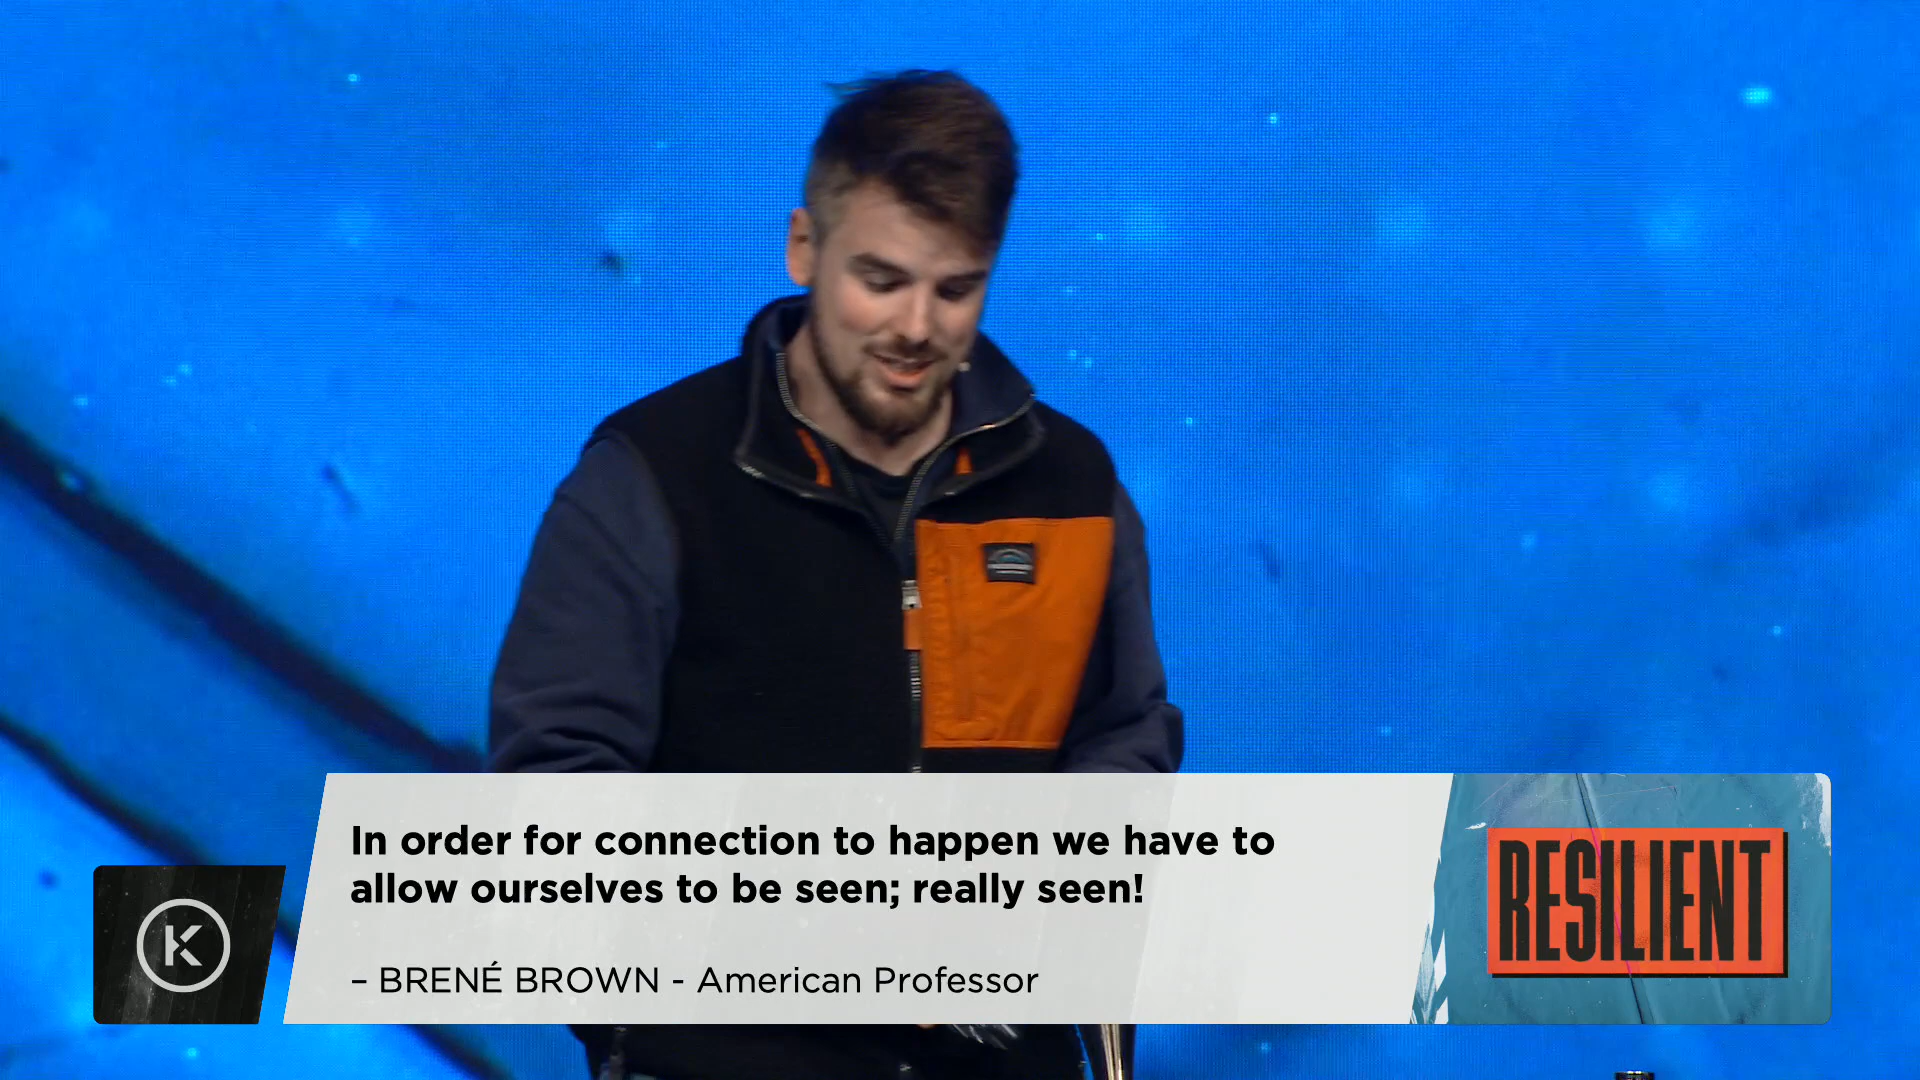 In order for connection to happen we have to
allow ourselves to be seen; really seen!
– BRENÉ BROWN - American Professor
K
RESILIENT